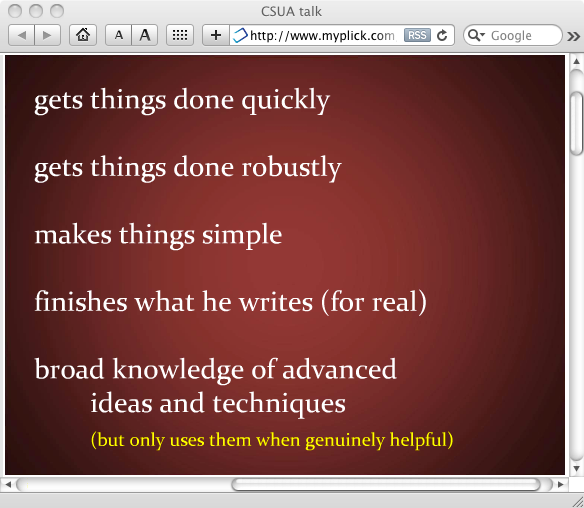 CSUA talk
A A + http://www.myplick.com RSS Google
gets things done quickly
gets things done robustly
makes things simple
finishes what he writes (for real)
broad knowledge of advanced
ideas and techniques
(but only uses them when genuinely helpful)